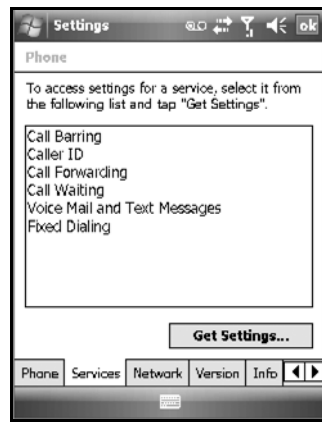 Settings
ok
Phone
To access settings for a service, select it from
the following list and tap "Get Settings".
Call Barring
Caller ID
Call Forwarding
Call Waiting
Voice Mail and Text Messages
Fixed Dialing
Get Settings...
Phone Services Network Version Info